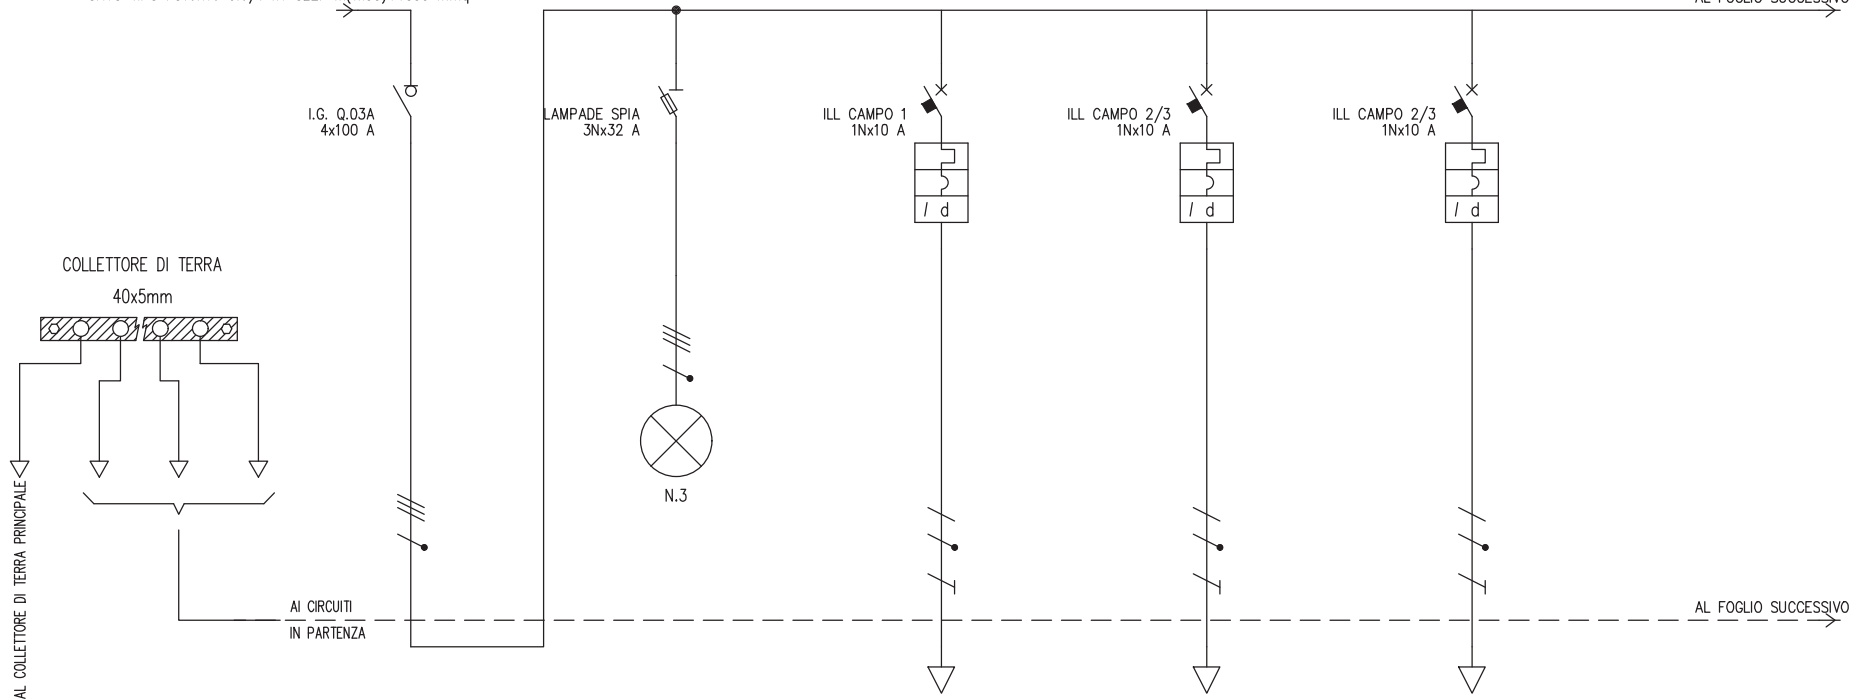 AL FOGLIO SUCCESSIVO
I.G. Q.03A
4x100 A
LAMPADE SPIA
3Nx32 A
ILL CAMPO 1
1Nx10 A
ILL CAMPO 2/3
1Nx10 A
ILL CAMPO 2/3
1Nx10 A
I d
I d
I d
COLLETTORE DI TERRA
40x5mm
N.3
AL COLLETTORE DI TERRA PRINCIPALE
AI CIRCUITI
IN PARTENZA
AL FOGLIO SUCCESSIVO